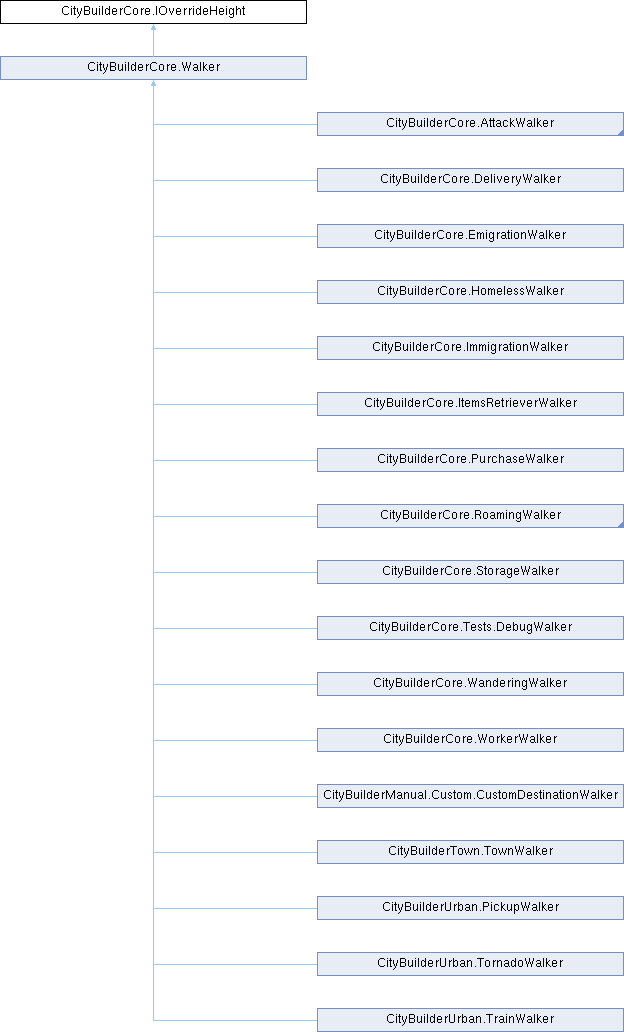 CityBuilderCore.IOverrideHeight
CityBuilderCore.Walker
CityBuilderCore.AttackWalker
CityBuilderCore.DeliveryWalker
CityBuilderCore.EmigrationWalker
CityBuilderCore.HomelessWalker
CityBuilderCore.ImmigrationWalker
CityBuilderCore.ItemsRetrieverWalker
CityBuilderCore.PurchaseWalker
CityBuilderCore.RoamingWalker
CityBuilderCore.StorageWalker
CityBuilderCore.Tests.DebugWalker
CityBuilderCore.WanderingWalker
CityBuilderCore.WorkerWalker
CityBuilderManual.Custom.CustomDestinationWalker
CityBuilderTown.TownWalker
CityBuilderUrban.PickupWalker
CityBuilderUrban.TornadoWalker
CityBuilderUrban.TrainWalker